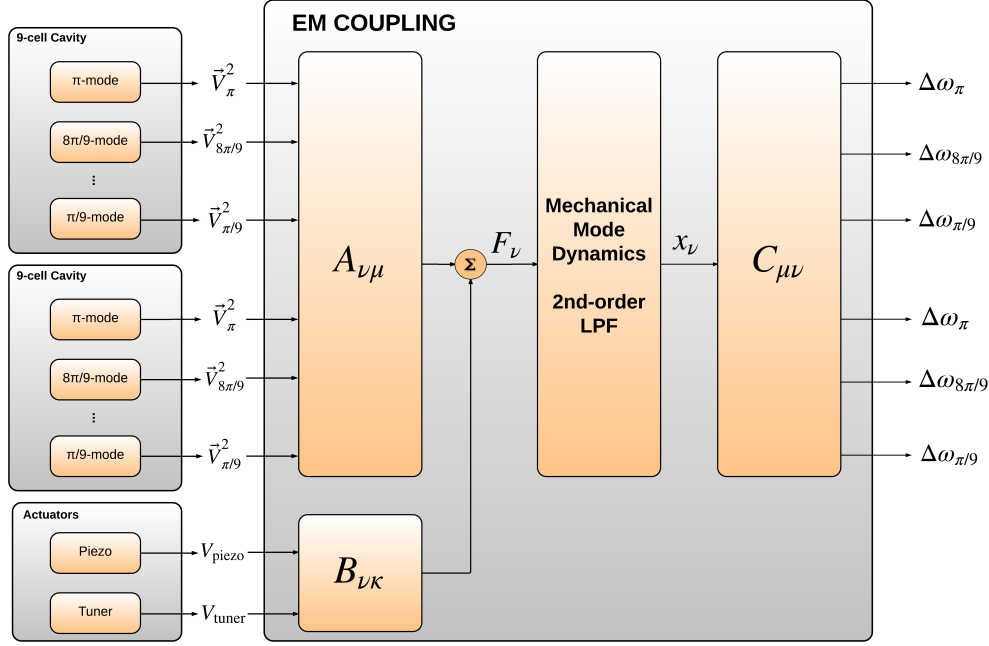 EM COUPLING
9-cell Cavity
π-mode
V⃗π²
8π/9-mode
V⃗8π/9²
⋮
π/9-mode
V⃗π/9²
9-cell Cavity
π-mode
V⃗π²
8π/9-mode
V⃗8π/9²
⋮
π/9-mode
V⃗π/9²
Actuators
Piezo
Vpiezo
Tuner
Vtuner
Aνμ
Bνκ
Σ
Fν
Mechanical
Mode
Dynamics
2nd-order
LPF
xν
Cμν
Δωπ
Δω8π/9
Δωπ/9
Δωπ
Δω8π/9
Δωπ/9